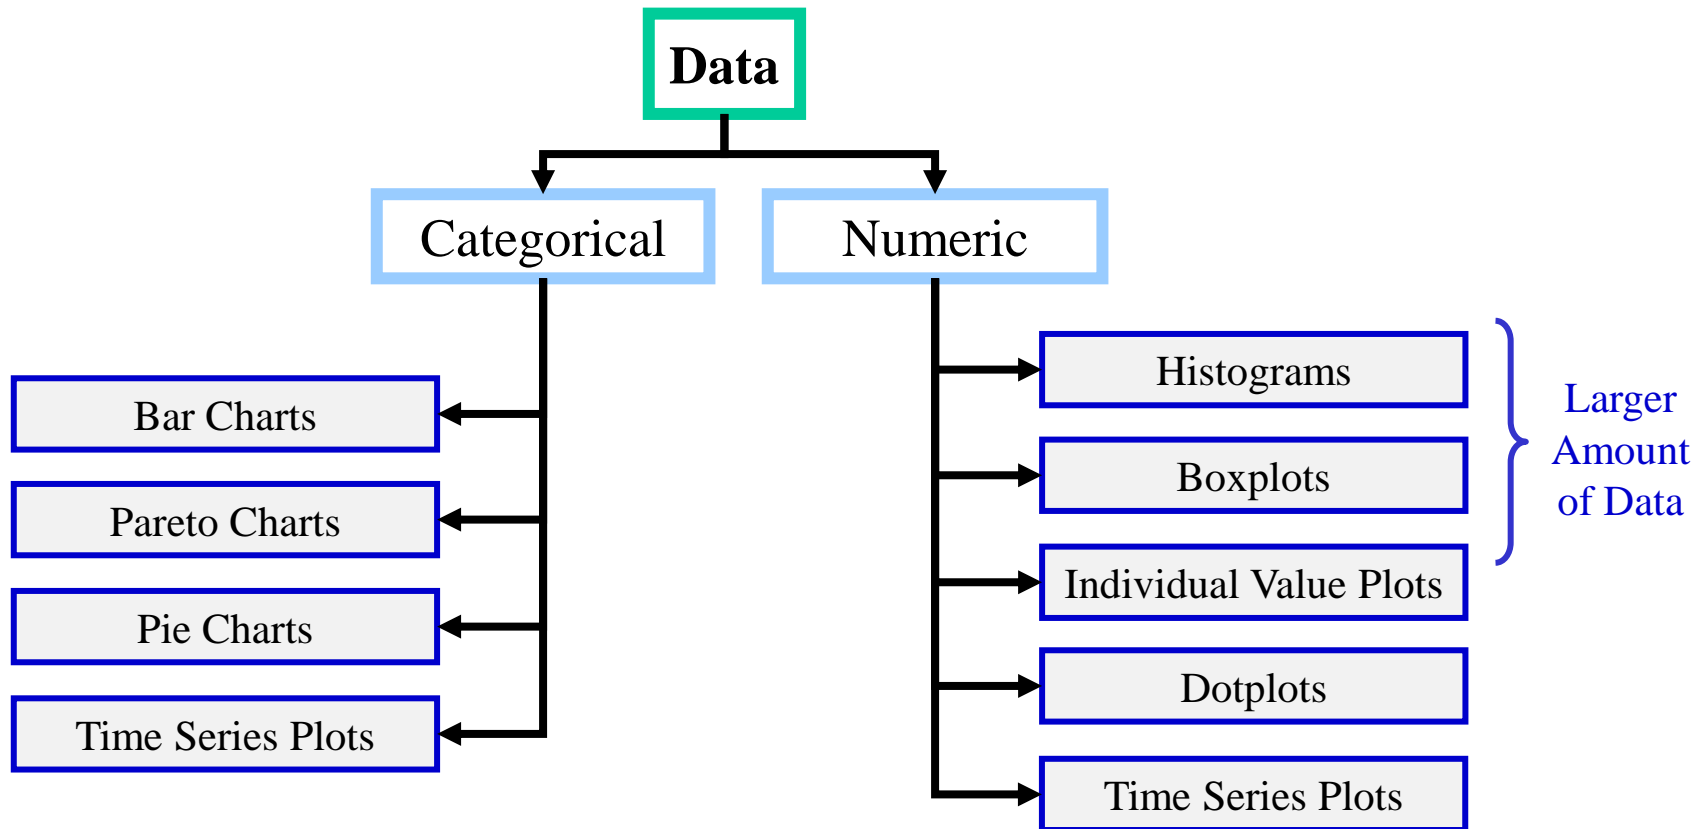 Data
Categorical
Numeric
Bar Charts
Pareto Charts
Pie Charts
Time Series Plots
Histograms
Boxplots
Individual Value Plots
Dotplots
Time Series Plots
Larger
Amount
of Data